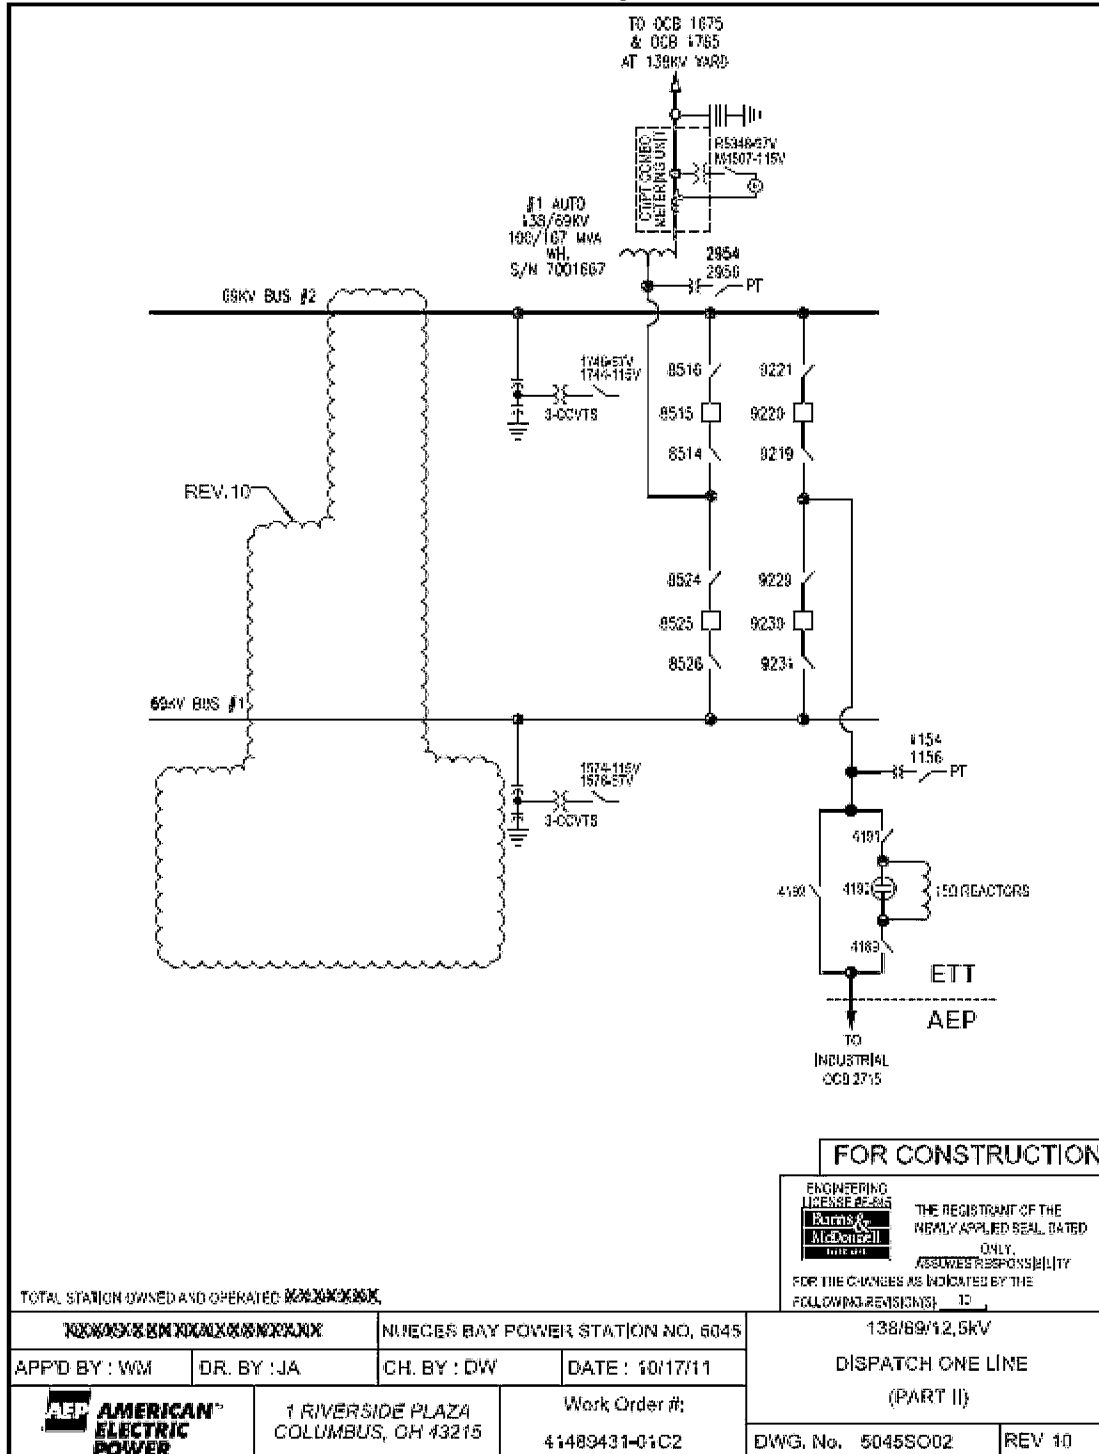 TO OCB 1675
& OCB 1765
AT 138KV YARD
CT/PT COMBO
METERING UNIT
#1 AUTO
138/69KV
100/167 MVA
WH.
S/N 7001667
2954
2956
PT
69KV BUS #2
1746-67V
1744-115V
3-CCVTS
8516
9221
8515
9220
8514
9219
REV.10
8524
9229
8525
9230
8526
9231
69KV BUS #1
1574-115V
1576-67V
3-CCVTS
1154
1156
PT
4191
4192
15Ω REACTORS
4189
ETT
AEP
TO
INDUSTRIAL
OCB 2715
FOR CONSTRUCTION
ENGINEERING
Burns &
McDonnell
THE REGISTRANT OF THE
NEWLY APPLIED SEAL, DATED
ONLY,
ASSUMES RESPONSIBILITY
FOR THE CHANGES AS INDICATED BY THE
FOLLOWING REVISION(S) 10
TOTAL STATION OWNED AND OPERATED
NUECES BAY POWER STATION NO. 5045
138/69/12.5kV
APP'D BY : WM
DR. BY : JA
CH. BY : DW
DATE : 10/17/11
DISPATCH ONE LINE
(PART II)
AEP AMERICAN
ELECTRIC
POWER
1 RIVERSIDE PLAZA
COLUMBUS, OH 43215
Work Order #:
41489431-01C2
DWG. No. 5045SC02
REV 10